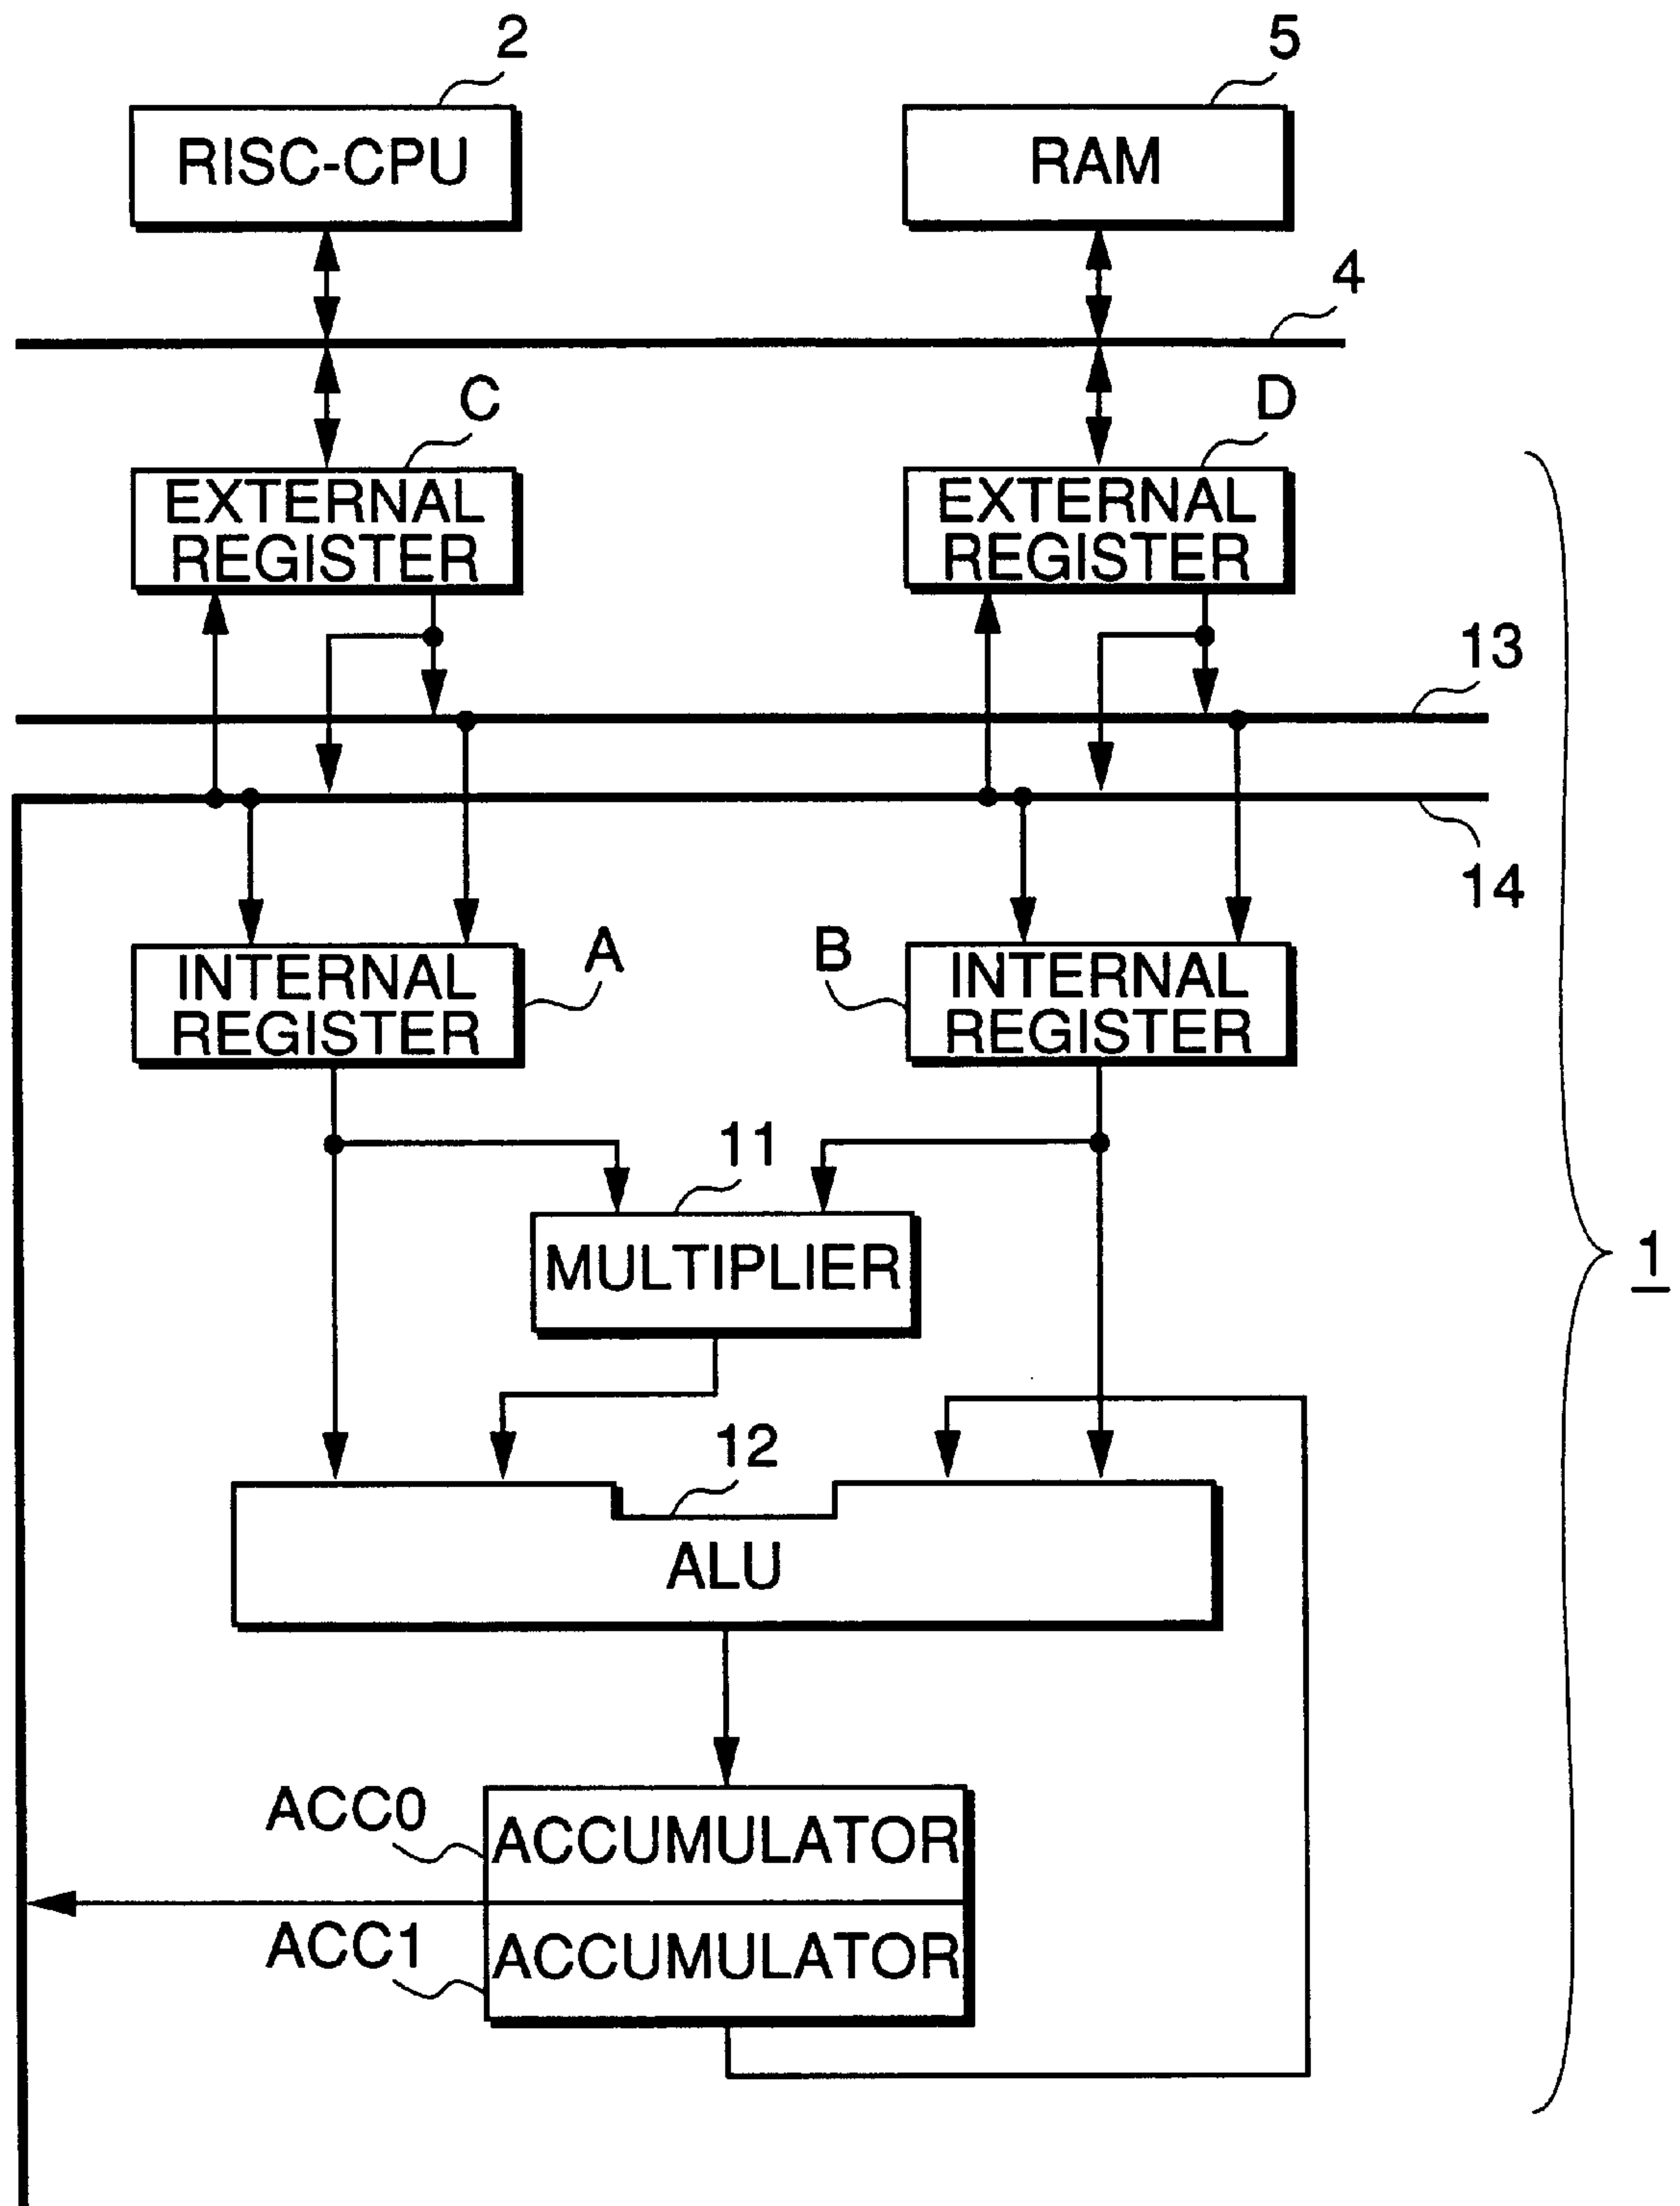 2
5
RISC-CPU
RAM
4
C
D
EXTERNAL
REGISTER
EXTERNAL
REGISTER
13
14
A
B
INTERNAL
REGISTER
INTERNAL
REGISTER
11
MULTIPLIER
1
12
ALU
ACC0
ACCUMULATOR
ACC1
ACCUMULATOR